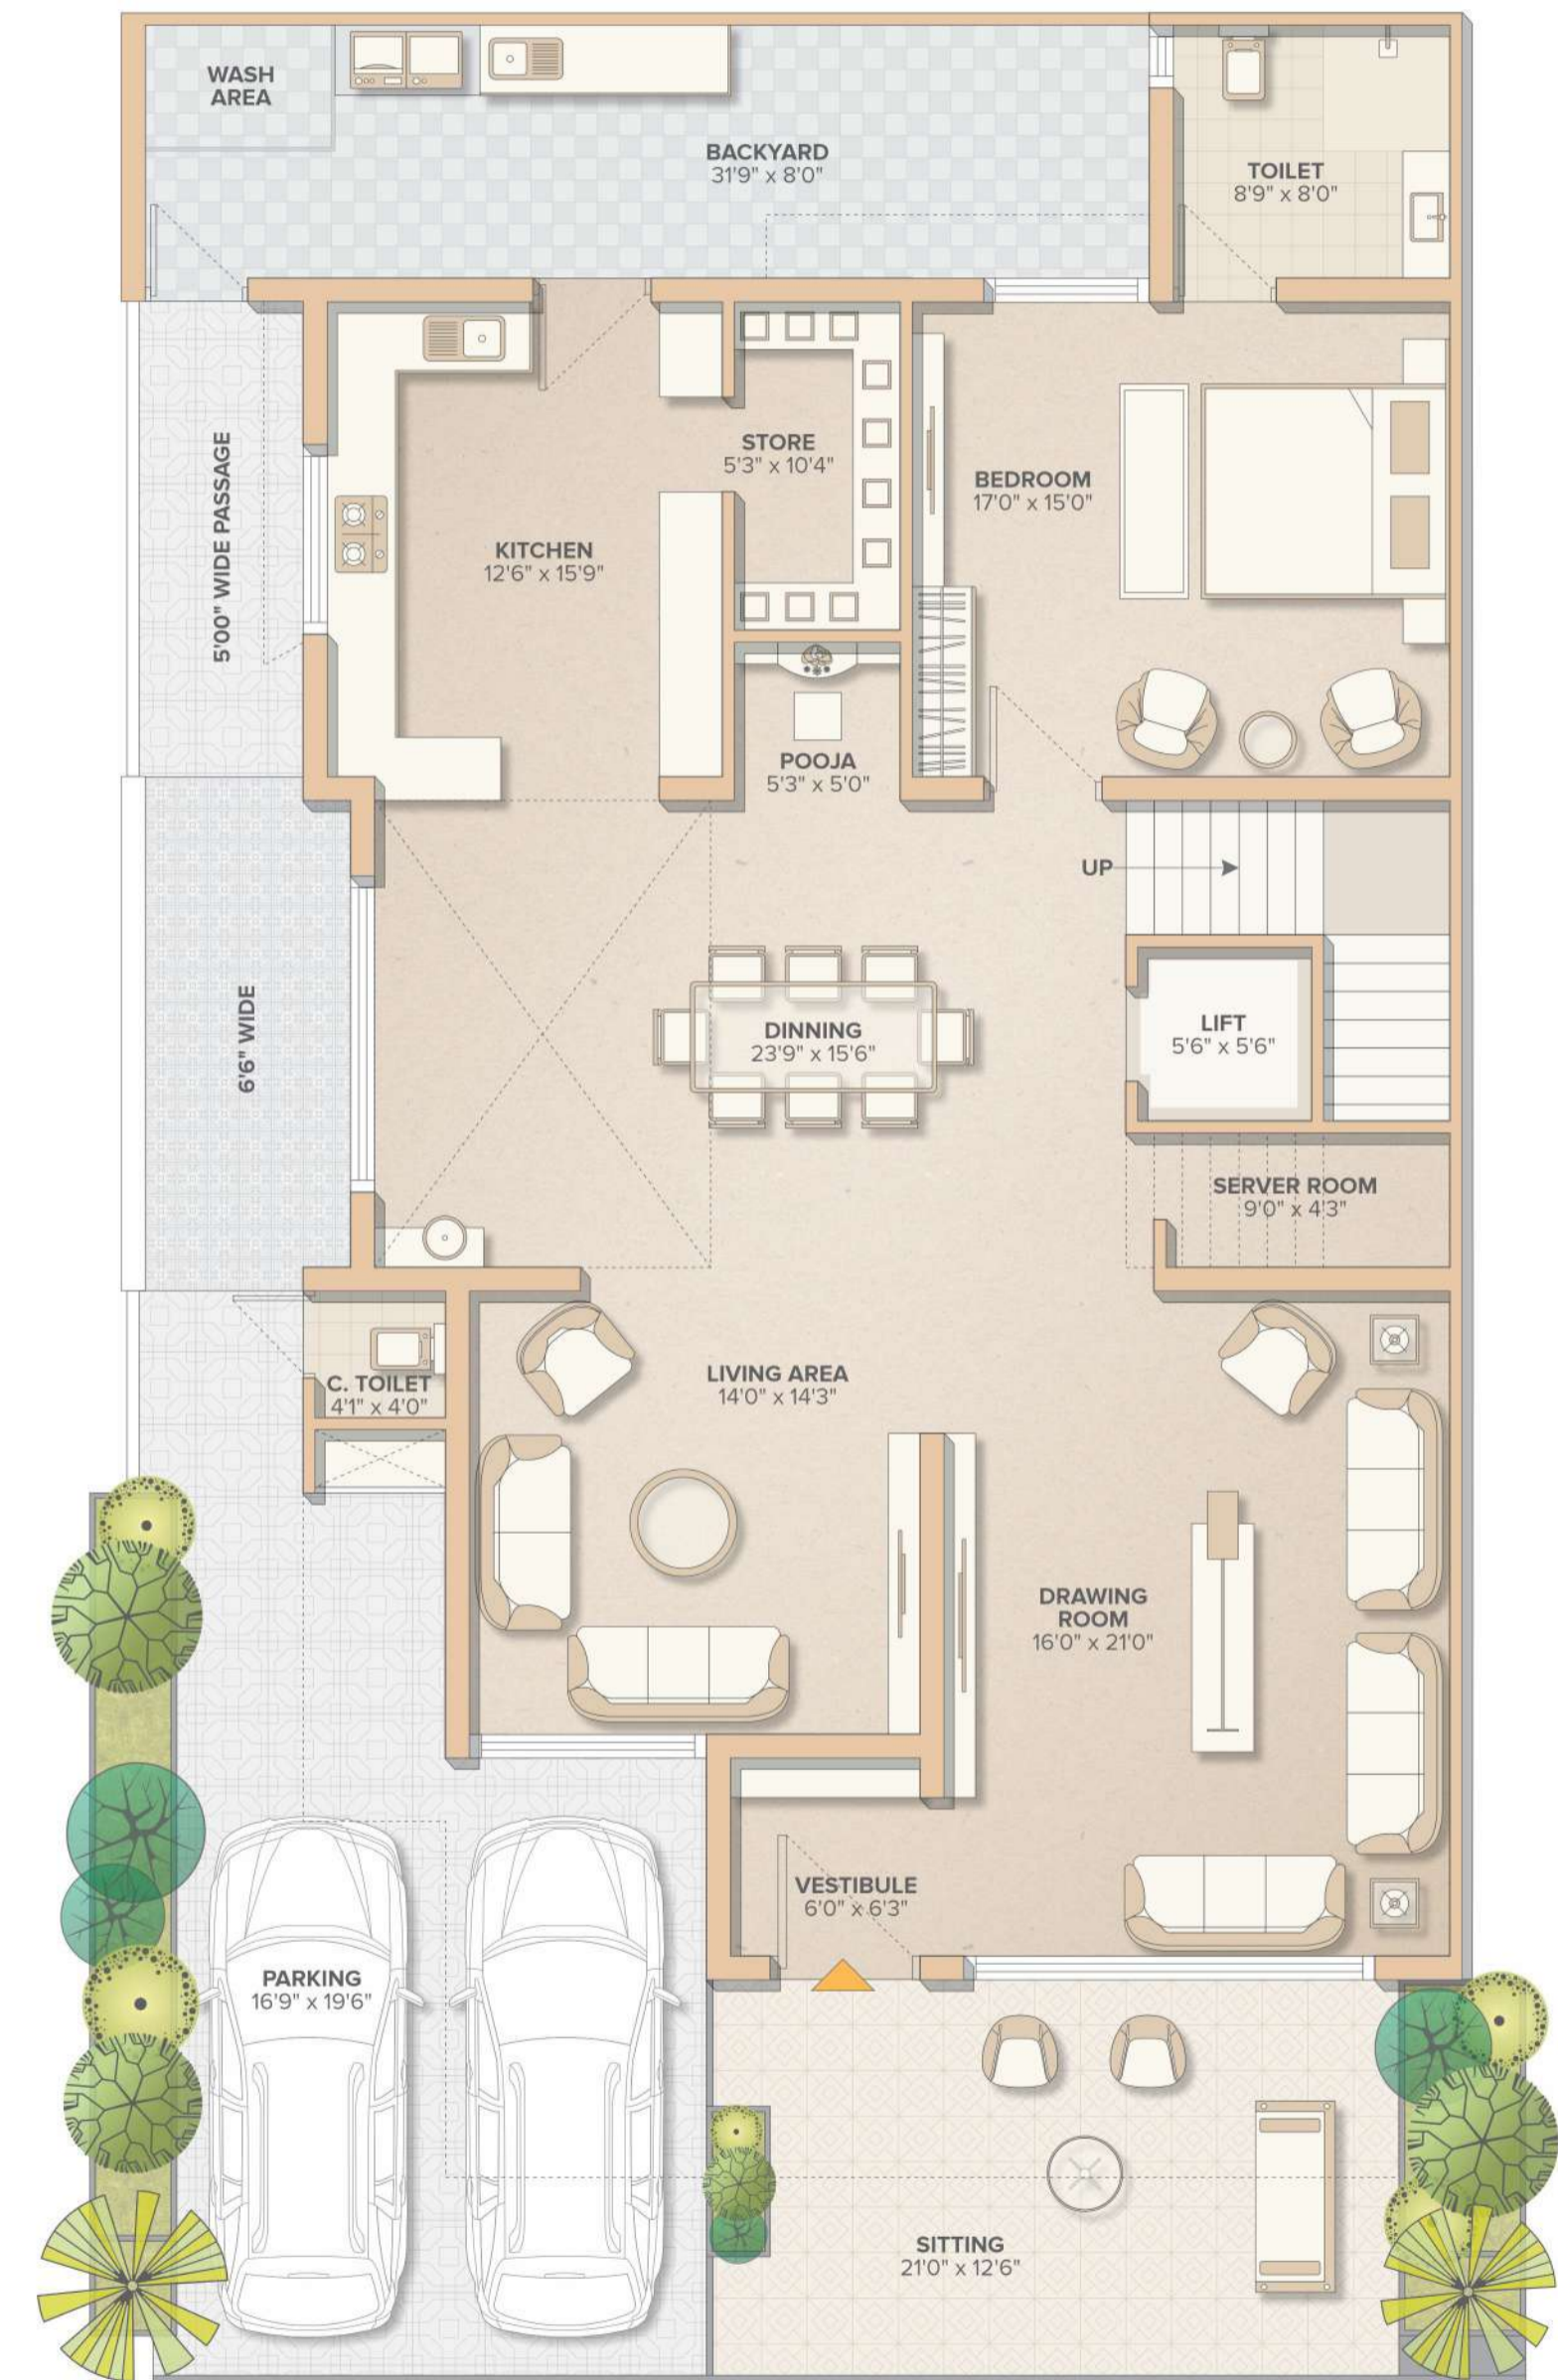 WASH
AREA
BACKYARD
31'9" x 8'0"
TOILET
8'9" x 8'0"
5'00" WIDE PASSAGE
STORE
5'3" x 10'4"
BEDROOM
17'0" x 15'0"
KITCHEN
12'6" x 15'9"
POOJA
5'3" x 5'0"
UP
6'6" WIDE
DINNING
23'9" x 15'6"
LIFT
5'6" x 5'6"
SERVER ROOM
9'0" x 4'3"
C. TOILET
4'1" x 4'0"
LIVING AREA
14'0" x 14'3"
DRAWING
ROOM
16'0" x 21'0"
VESTIBULE
6'0" x 6'3"
PARKING
16'9" x 19'6"
SITTING
21'0" x 12'6"